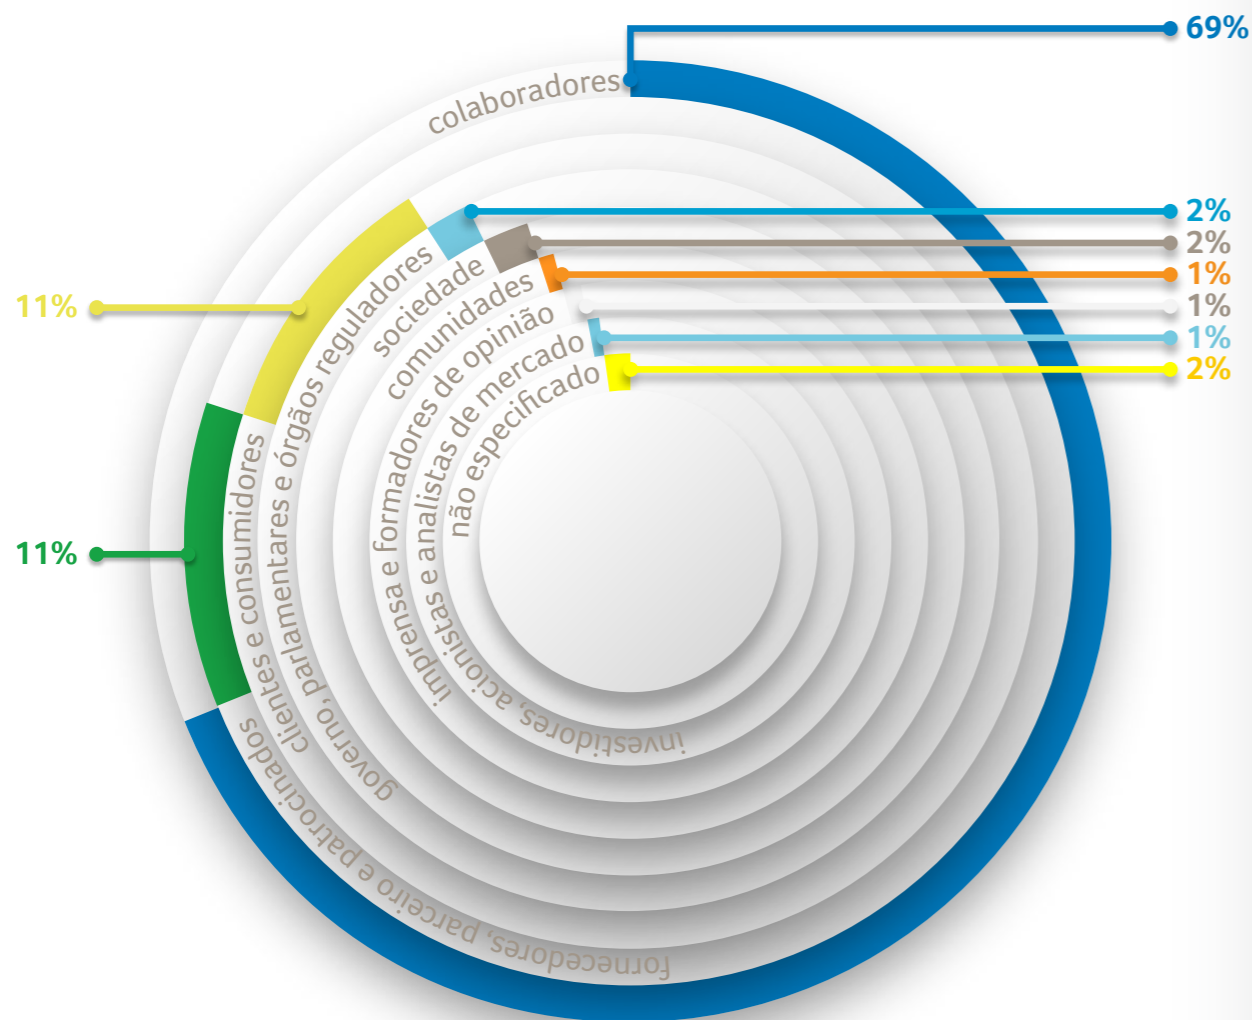 69%
colaboradores
2%
2%
1%
1%
1%
2%
11%
11%
fornecedores, parceiro e patrocinados
clientes e consumidores
governo, parlamentares e órgãos reguladores
sociedade
comunidades
imprensa e formadores de opinião
investidores, acionistas e analistas de mercado
não especificado